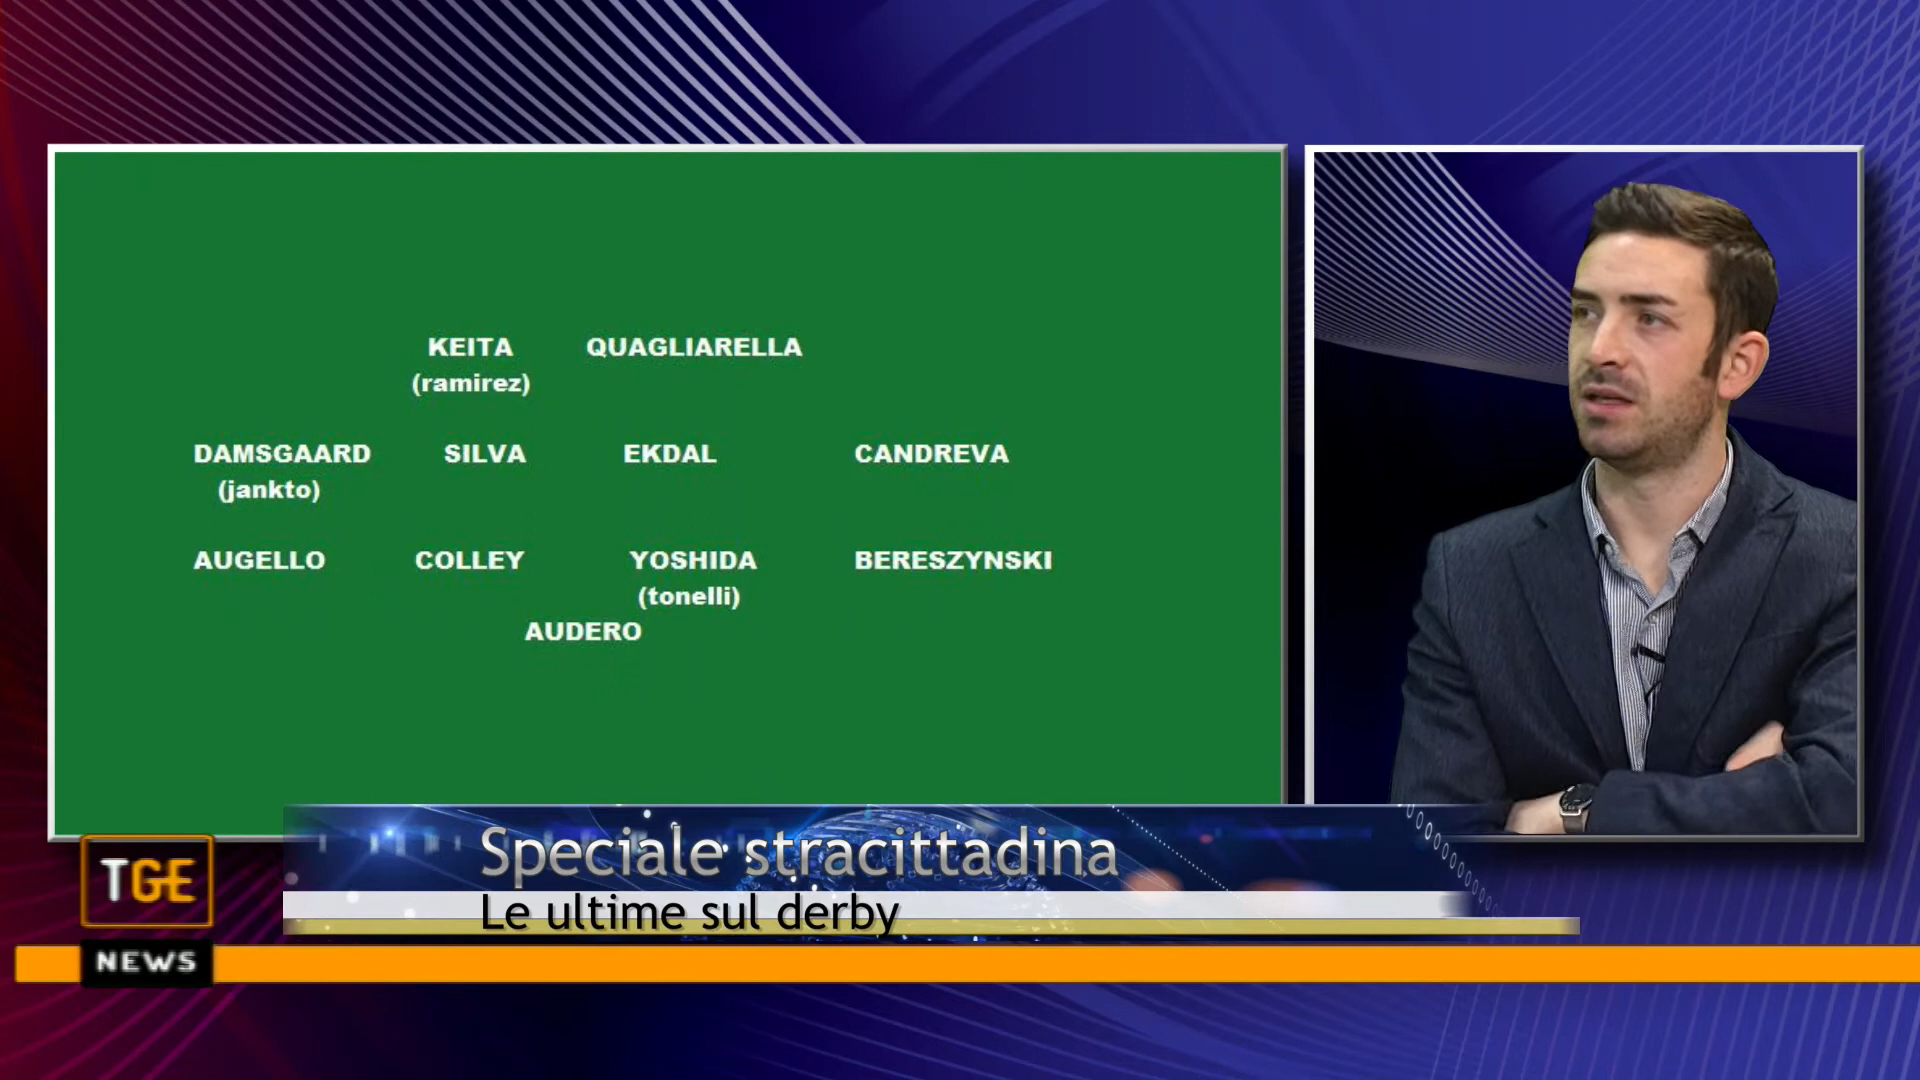 KEITA QUAGLIARELLA
(ramirez)
DAMSGAARD SILVA EKDAL CANDREVA
(jankto)
AUGELLO COLLEY YOSHIDA BERESZYNSKI
(tonelli)
AUDERO
Speciale stracittadina
Le ultime sul derby
TGE
NEWS